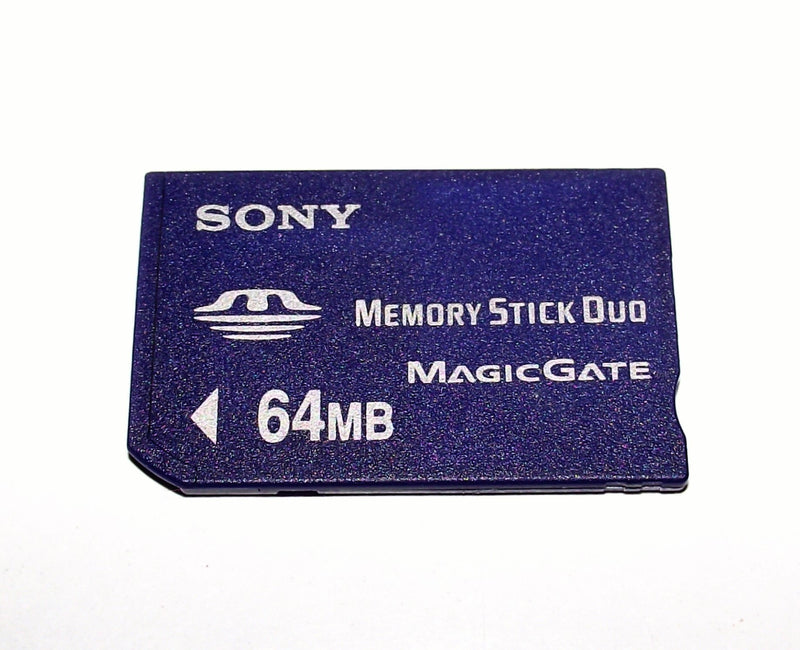 SONY
MEMORY STICK DUO
MAGICGATE
64MB